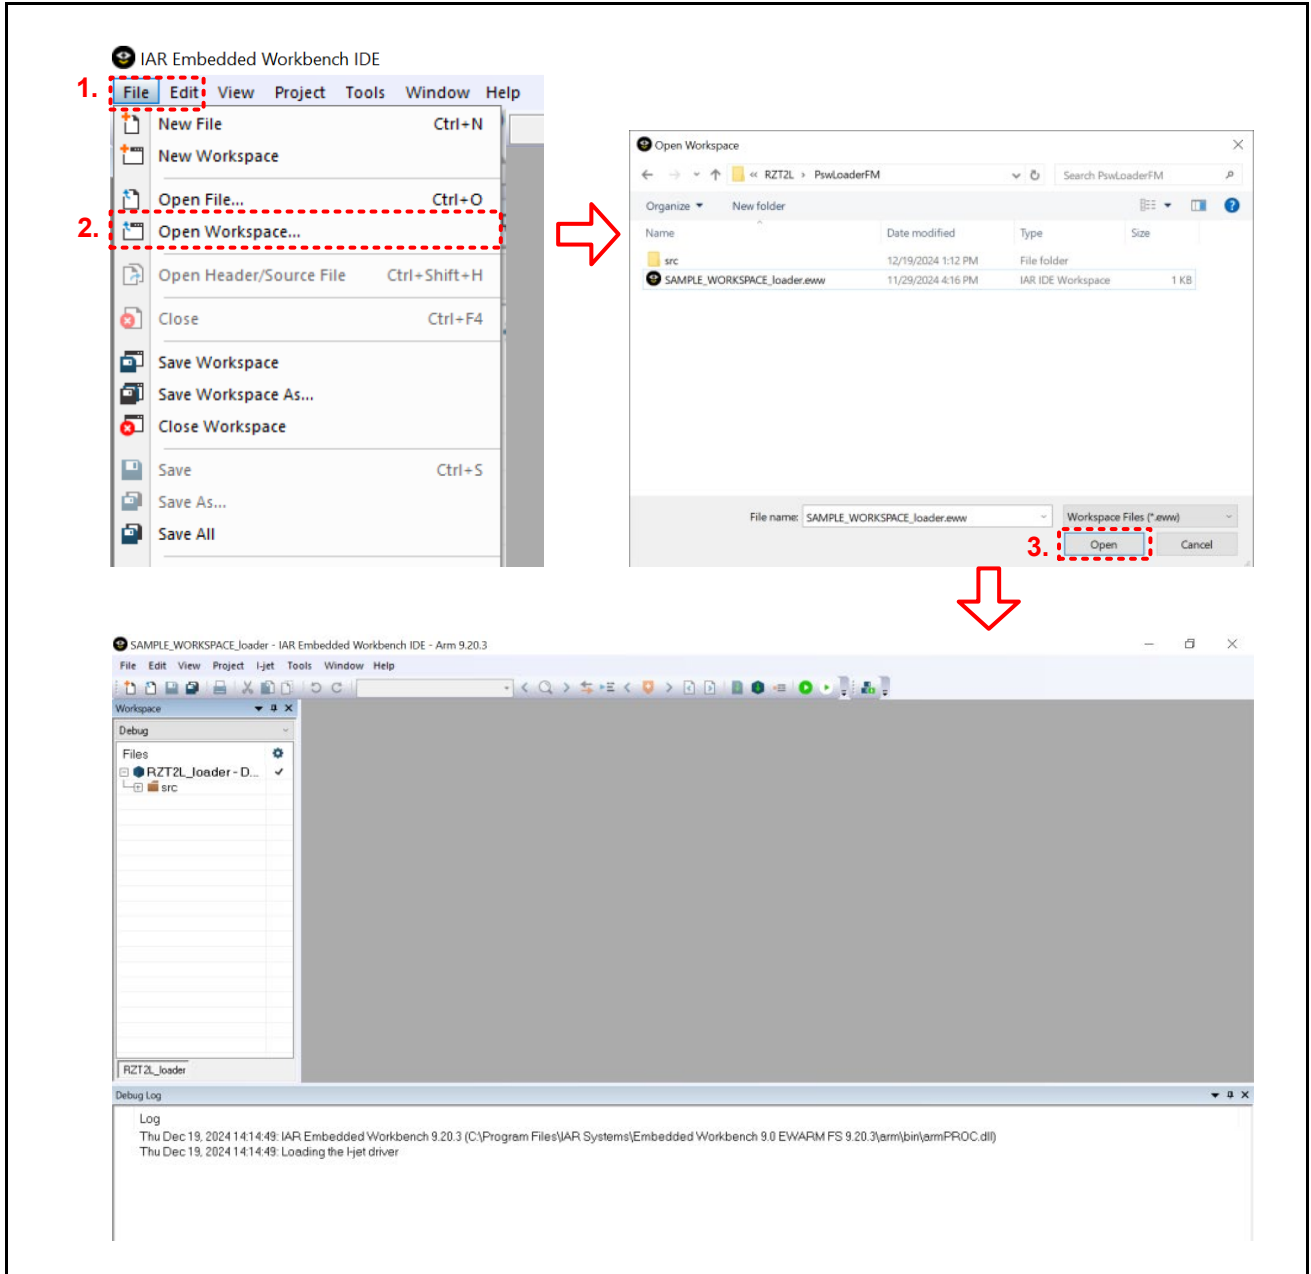 IAR Embedded Workbench IDE
1.
File Edit View Project Tools Window Help
New File Ctrl+N
New Workspace
Open File... Ctrl+O
2.
Open Workspace...
Open Header/Source File Ctrl+Shift+H
Close Ctrl+F4
Save Workspace
Save Workspace As...
Close Workspace
Save Ctrl+S
Save As...
Save All
Open Workspace
« RZT2L › PswLoaderFM
Search PswLoaderFM
Organize New folder
Name Date modified Type Size
src 12/19/2024 1:12 PM File folder
SAMPLE_WORKSPACE_loader.eww 11/29/2024 4:16 PM IAR IDE Workspace 1 KB
File name: SAMPLE_WORKSPACE_loader.eww Workspace Files (*.eww)
3.
Open Cancel
SAMPLE_WORKSPACE_loader - IAR Embedded Workbench IDE - Arm 9.20.3
File Edit View Project I-jet Tools Window Help
Workspace
Debug
Files
RZT2L_loader - D...
src
RZT2L_loader
Debug Log
Log
Thu Dec 19, 2024 14:14:49: IAR Embedded Workbench 9.20.3 (C:\Program Files\IAR Systems\Embedded Workbench 9.0 EWARM FS 9.20.3\arm\bin\armPROC.dll)
Thu Dec 19, 2024 14:14:49: Loading the I-jet driver